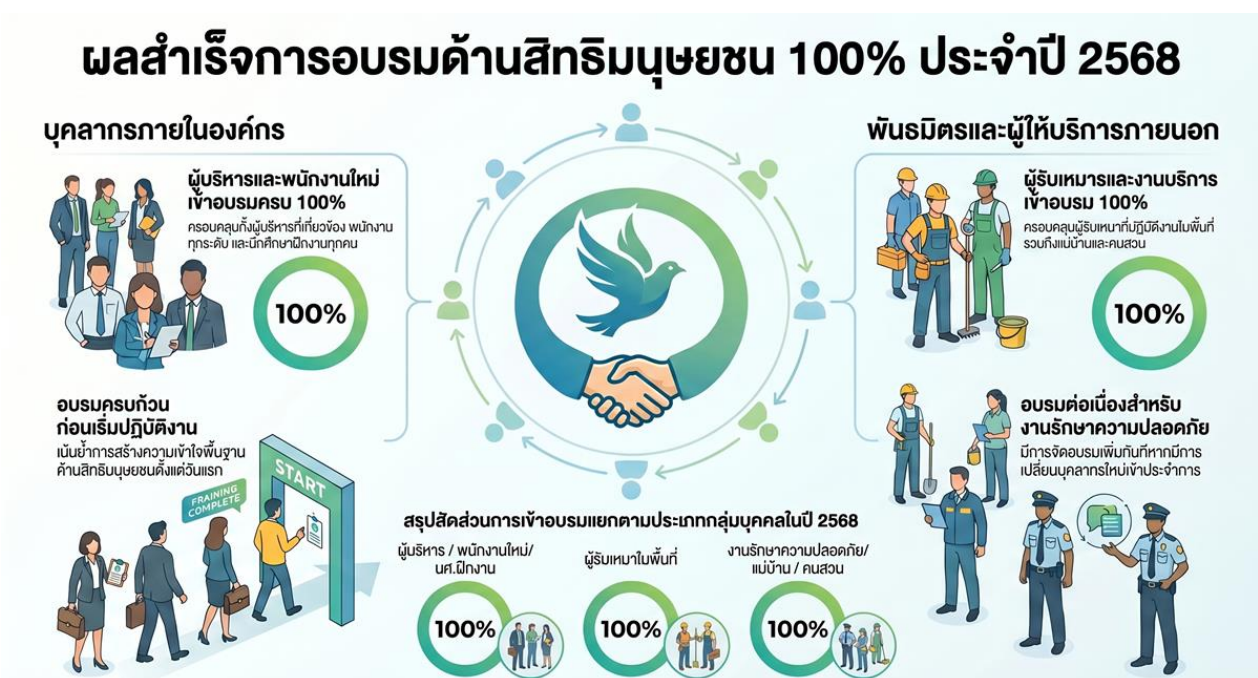 ผลสำเร็จการอบรมด้านสิทธิมนุษยชน 100% ประจำปี 2568
บุคลากรภายในองค์กร
ผู้บริหารและพนักงานใหม่
เข้าอบรมครบ 100%
ครอบคลุมทั้งผู้บริหารที่เกี่ยวข้อง พนักงาน
ทุกระดับ และนักศึกษาฝึกงานทุกคน
100%
อบรมครบถ้วน
ก่อนเริ่มปฏิบัติงาน
เน้นย้ำการสร้างความเข้าใจพื้นฐาน
ค้านสิทธิมนุษยชนตั้งแต่วันแรก
FRAINING
COMPLETE
START
พันธมิตรและผู้ให้บริการภายนอก
ผู้รับเหมารและงานบริการ
เข้าอบรม 100%
ครอบคลุมผู้รับเหนาที่ปฏิบัติงานไมพื้นที่
รวมถึงแม่บ้านและคนสวน
100%
อบรมต่อเนื่องสำหรับ
งานรักษาความปลอดภัย
มีการจัดอบรมเพิ่มทันทีหากมีการ
เปลี่ยนบุคลาทรใหม่เข้าประจำการ
สรุปสัดส่วนการเข้าอบรมแยกตามประเภทกลุ่มบุคคลในปี 2568
ผู้บริหาร / พนักงานใหม่/
นศ.ฝึกงาน
100%
ผู้รับเหมาในพื้นที่
100%
งานรักษาความปลอดภัย/
แม่บ้าน / คนสวน
100%